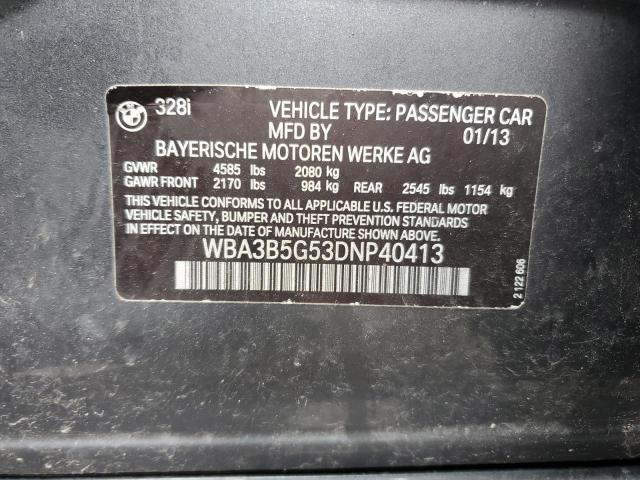 328i VEHICLE TYPE: PASSENGER CAR
MFD BY 01/13
BAYERISCHE MOTOREN WERKE AG
GVWR 4585 lbs 2080 kg
GAWR FRONT 2170 lbs 984 kg REAR 2545 lbs 1154 kg
THIS VEHICLE CONFORMS TO ALL APPLICABLE U.S. FEDERAL MOTOR
VEHICLE SAFETY, BUMPER AND THEFT PREVENTION STANDARDS
IN EFFECT ON THE DATE OF MANUFACTURE SHOWN ABOVE.
WBA3B5G53DNP40413
2 122 606